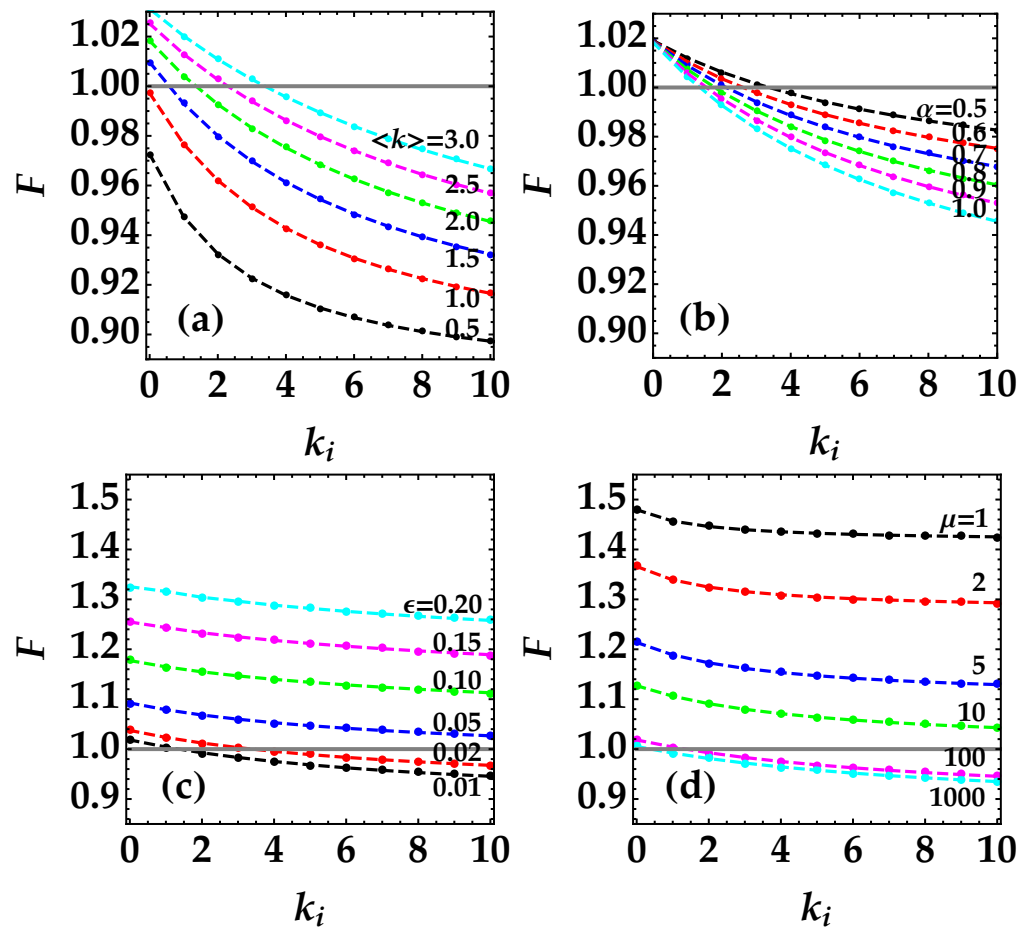 1.02
1.00
0.98
0.96
0.94
0.92
0.90
F
<k>=3.0
2.5
2.0
1.5
1.0
0.5
(a)
0 2 4 6 8 10
k_i
1.02
1.00
0.98
0.96
0.94
0.92
0.90
F
α=0.5
0.6
0.7
0.8
0.9
1.0
(b)
0 2 4 6 8 10
k_i
1.5
1.4
1.3
1.2
1.1
1.0
0.9
F
ϵ=0.20
0.15
0.10
0.05
0.02
0.01
(c)
0 2 4 6 8 10
k_i
1.5
1.4
1.3
1.2
1.1
1.0
0.9
F
μ=1
2
5
10
100
1000
(d)
0 2 4 6 8 10
k_i